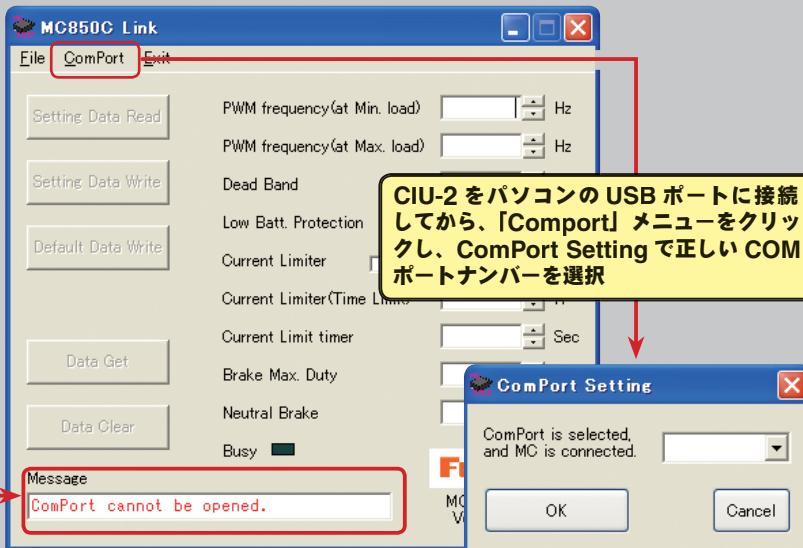 MC850C Link
File ComPort Exit
Setting Data Read
PWM frequency(at Min. load) Hz
PWM frequency(at Max. load) Hz
Setting Data Write
Dead Band
CIU-2 をパソコンの USB ポートに接続
してから、「Comport」メニューをクリッ
クし、ComPort Setting で正しい COM
ポートナンバーを選択
Low Batt. Protection
Default Data Write
Current Limiter
Current Limiter(Time
Current Limit timer Sec
Data Get
Brake Max. Duty
Data Clear
Neutral Brake
Busy
Message
ComPort cannot be opened.
ComPort Setting
ComPort is selected,
and MC is connected.
OK Cancel